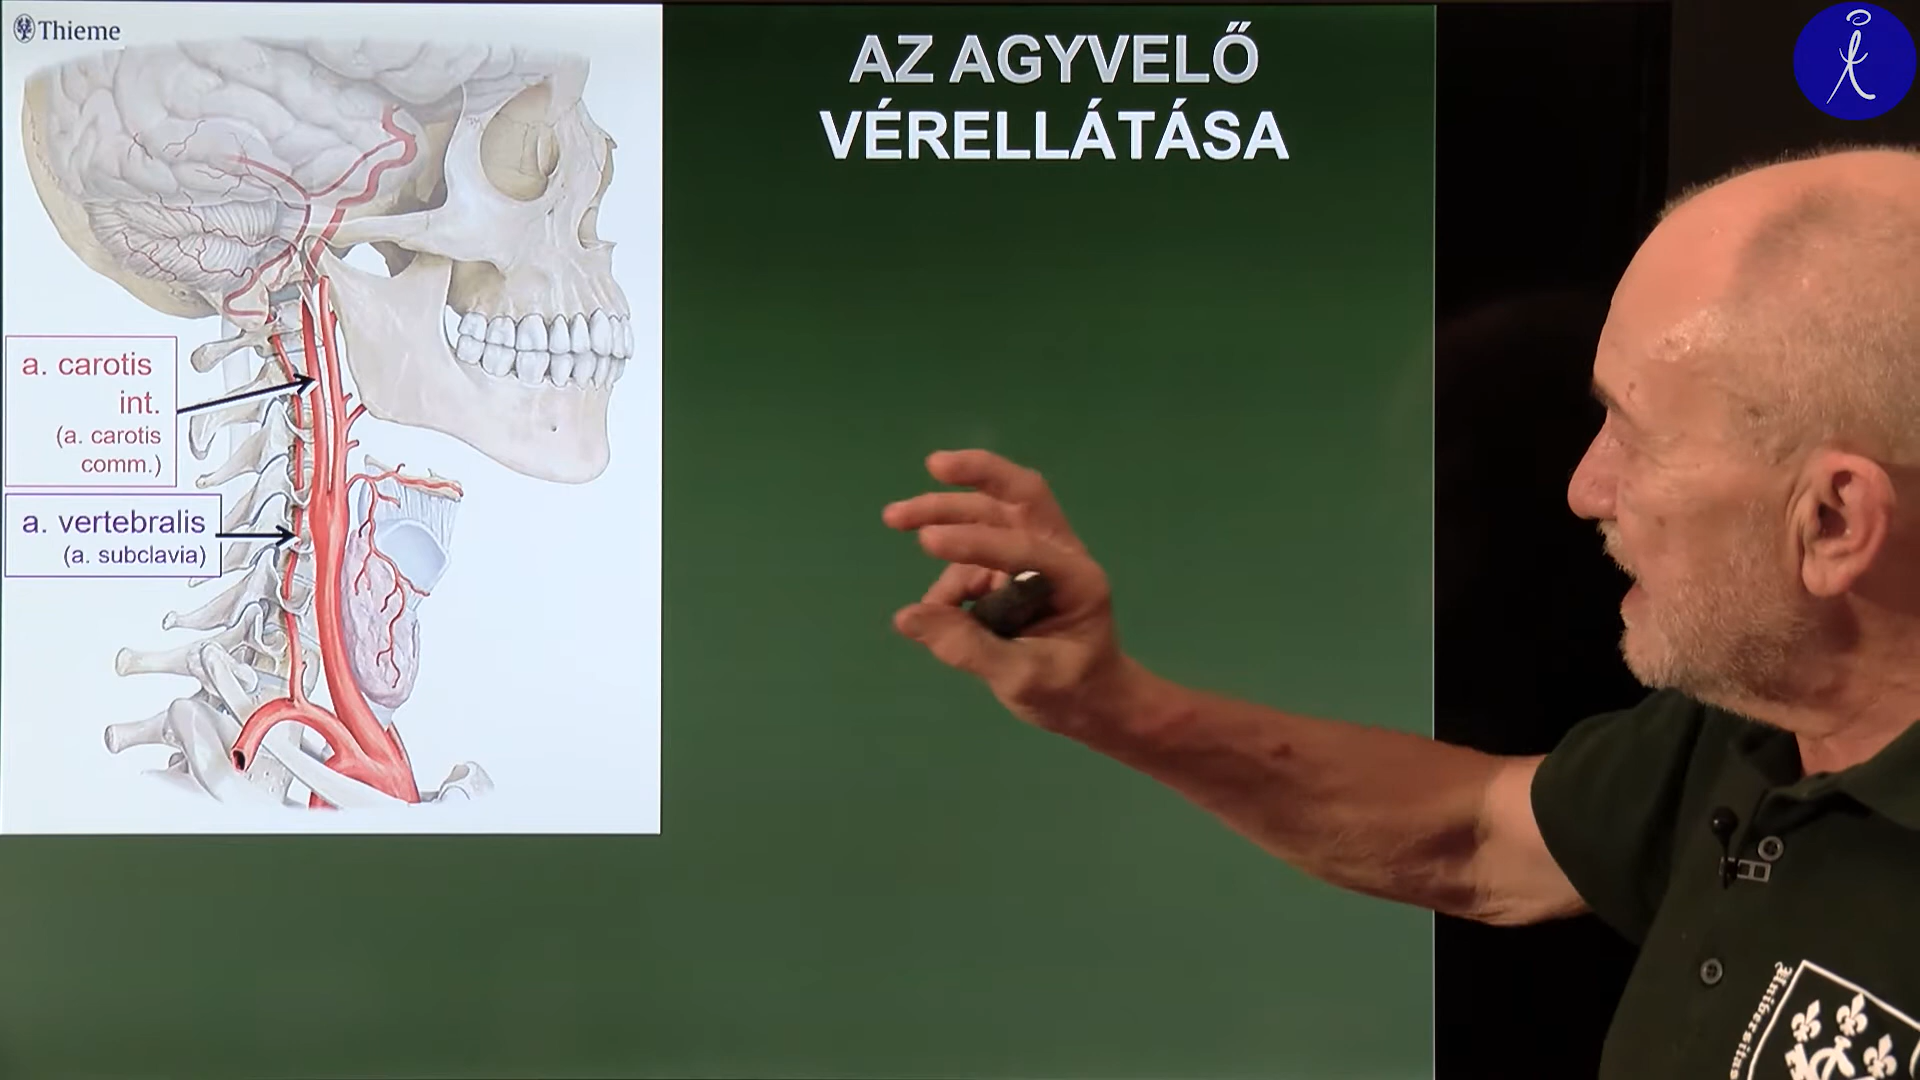 Thieme
AZ AGYVELŐ
VÉRELLÁTÁSA
a. carotis
int.
(a. carotis
comm.)
a. vertebralis
(a. subclavia)